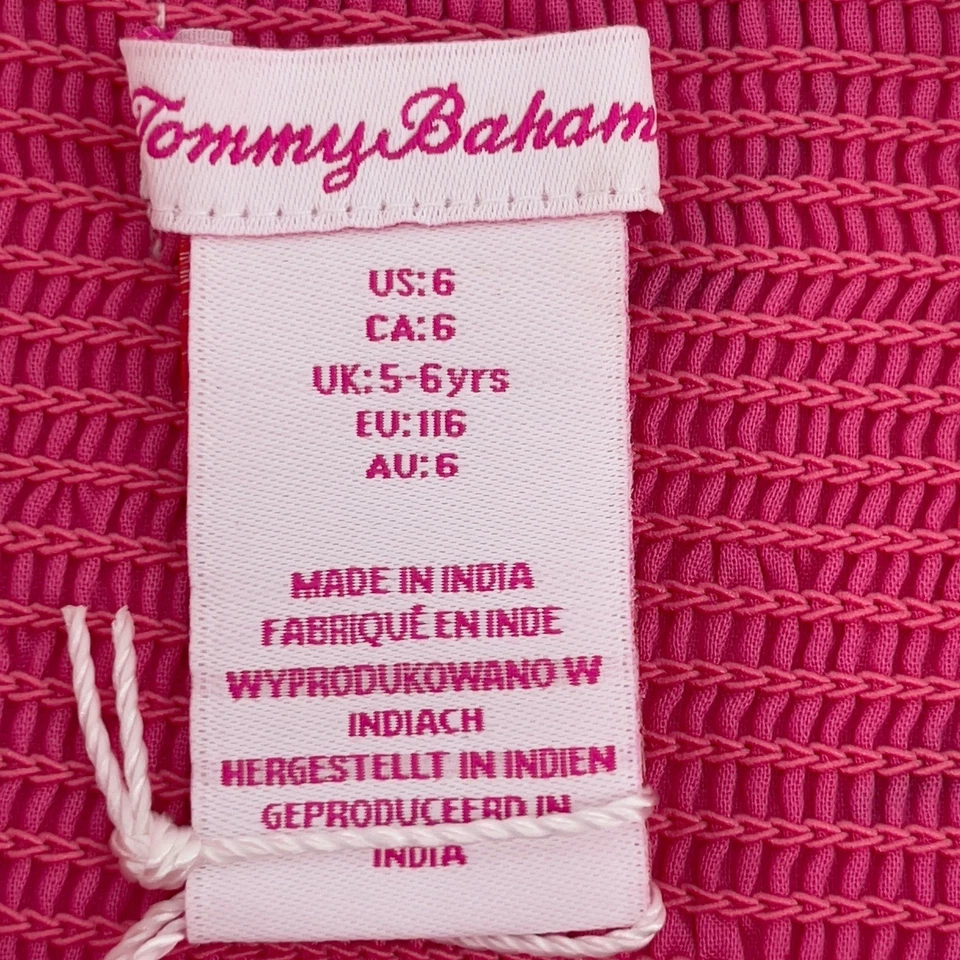 Tommy Baham
US: 6
CA: 6
UK: 5-6yrs
EU: 116
AU: 6
MADE IN INDIA
FABRIQUÉ EN INDE
WYPRODUKOWANO W
INDIACH
HERGESTELLT IN INDIEN
GEPRODUCEERD IN
INDIA